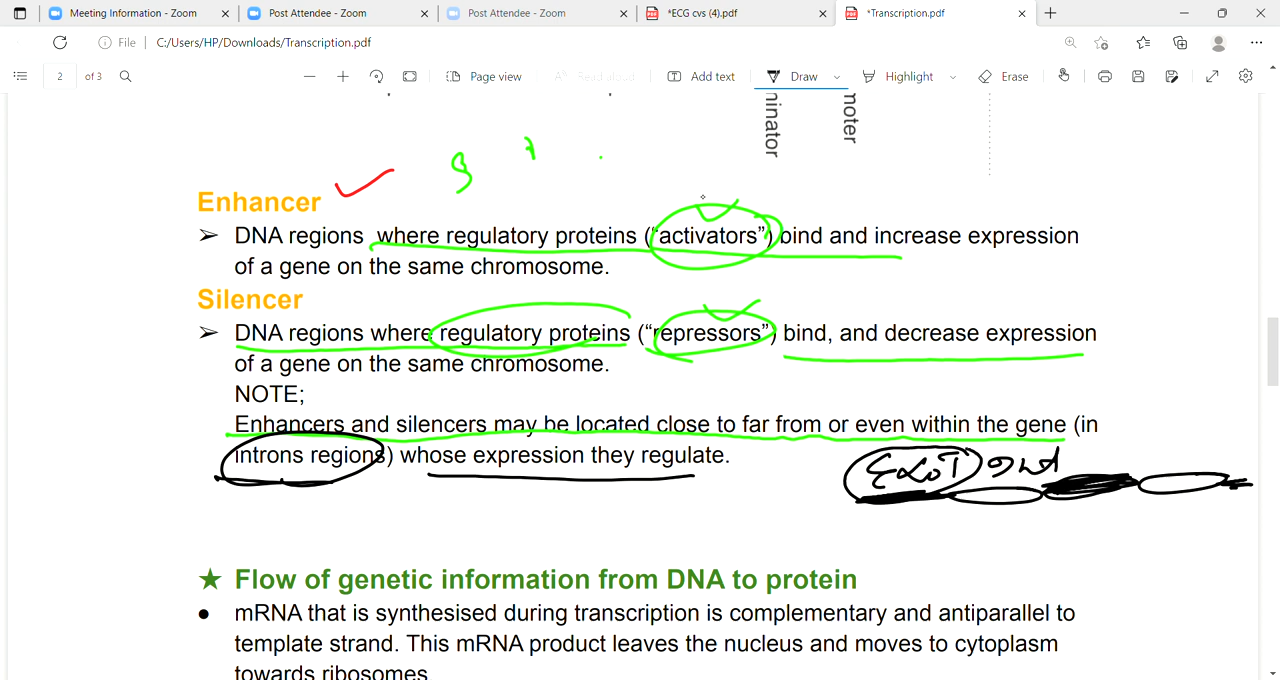 Meeting Information - Zoom
Post Attendee - Zoom
Post Attendee - Zoom
*ECG cvs (4).pdf
*Transcription.pdf
File
C:/Users/HP/Downloads/Transcription.pdf
2 of 3
Page view
Read aloud
Add text
Draw
Highlight
Erase
minator
moter
Enhancer
➢ DNA regions where regulatory proteins (“activators”) bind and increase expression
of a gene on the same chromosome.
Silencer
➢ DNA regions where regulatory proteins (“repressors”) bind, and decrease expression
of a gene on the same chromosome.
NOTE;
Enhancers and silencers may be located close to far from or even within the gene (in
introns regions) whose expression they regulate.
★ Flow of genetic information from DNA to protein
● mRNA that is synthesised during transcription is complementary and antiparallel to
template strand. This mRNA product leaves the nucleus and moves to cytoplasm
towards ribosomes